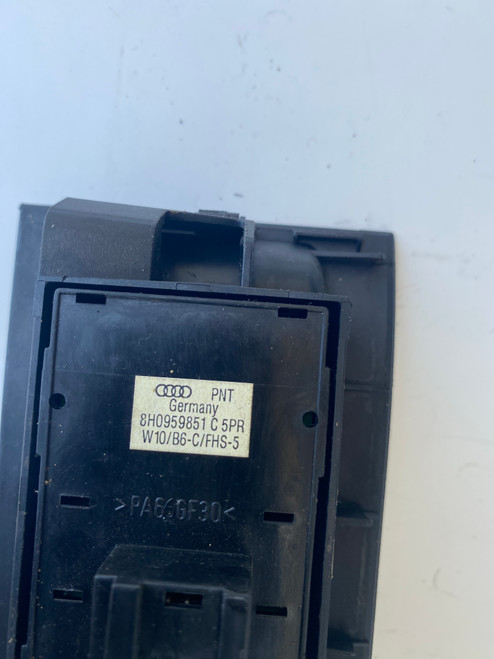 PNT
Germany
8H0959851 C 5PR
W10/B6-C/FHS-5
>PA66GF30<